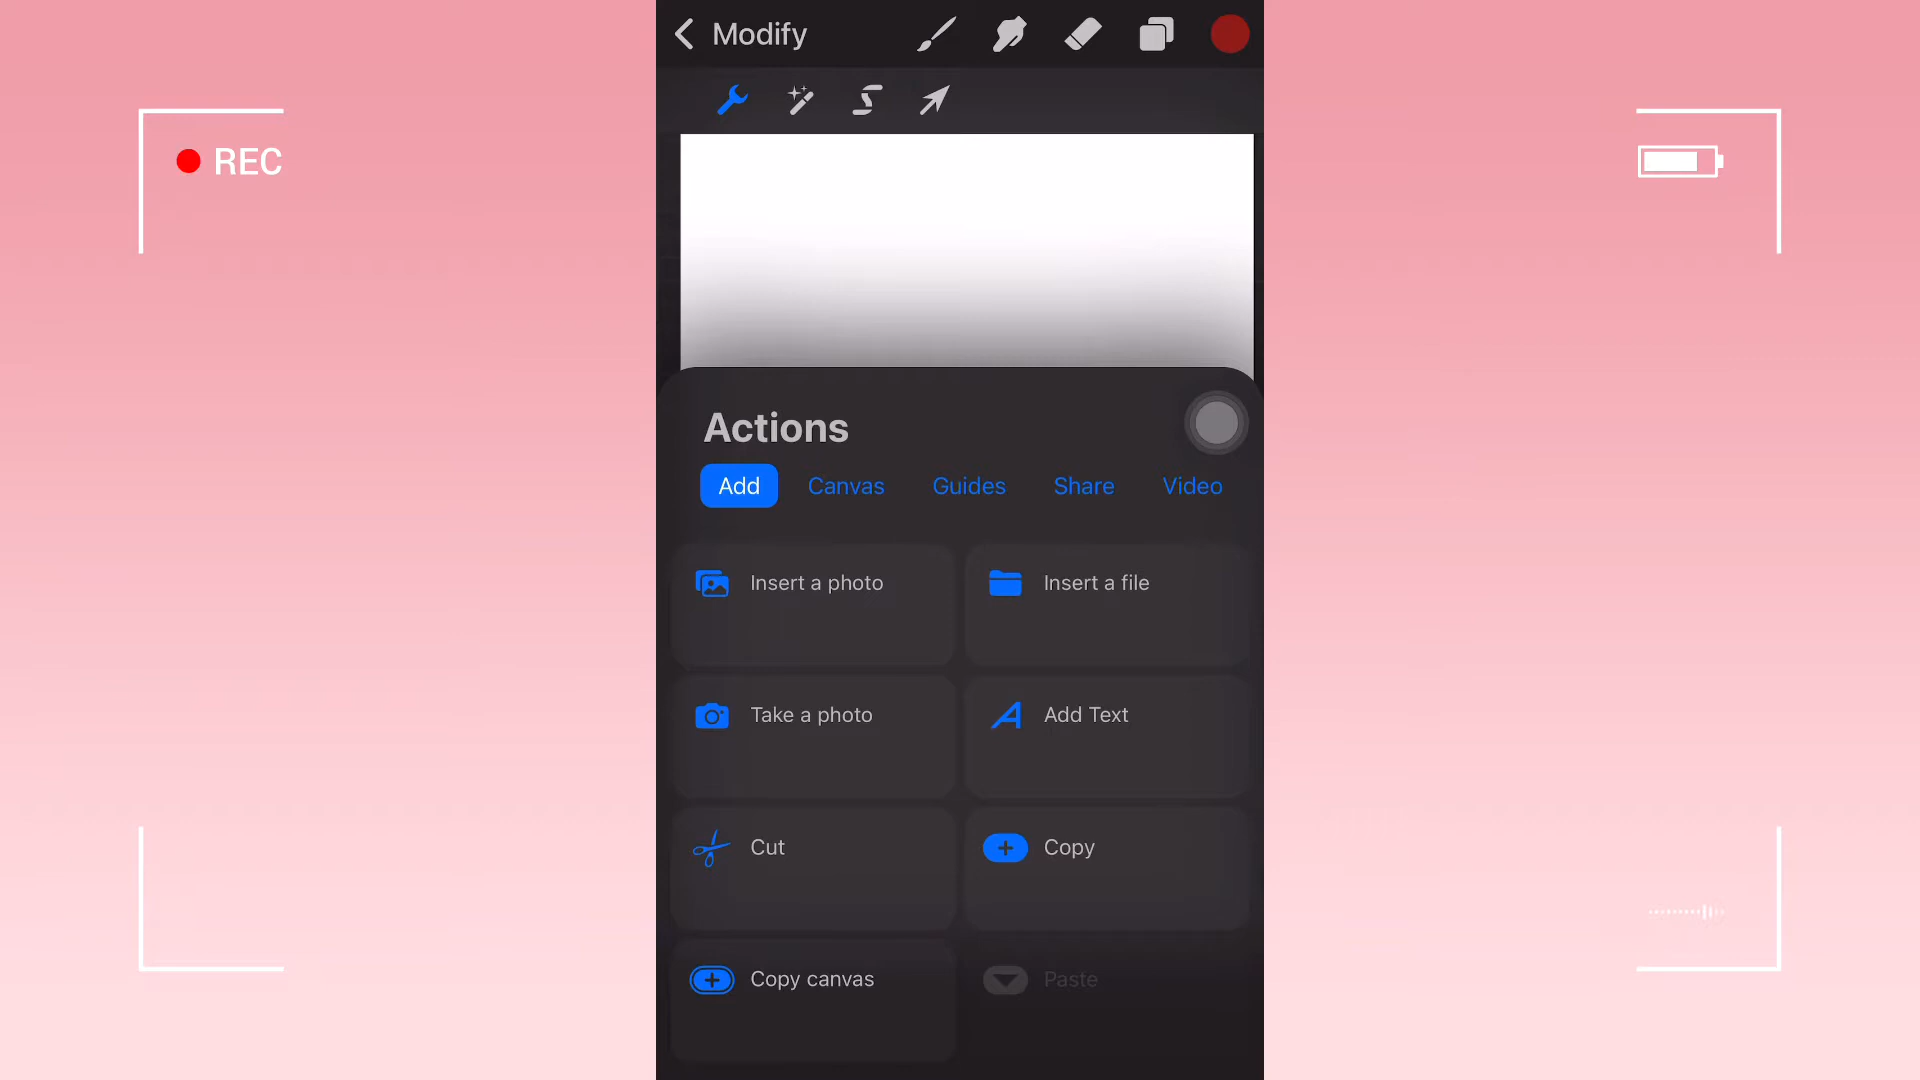 Modify
REC
Actions
Add Canvas Guides Share Video
Insert a photo Insert a file
Take a photo Add Text
Cut Copy
Copy canvas Paste